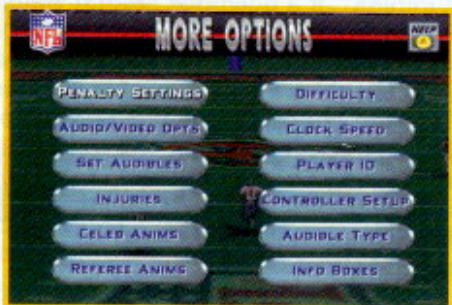 NFL
MORE OPTIONS
HELP
PENALTY SETTINGS
DIFFICULTY
AUDIO/VIDEO OPTS
CLOCK SPEED
SET AUDIBLES
PLAYER ID
INJURIES
CONTROLLER SETUP
CELEB ANIMS
AUDIBLE TYPE
REFEREE ANIMS
INFO BOXES